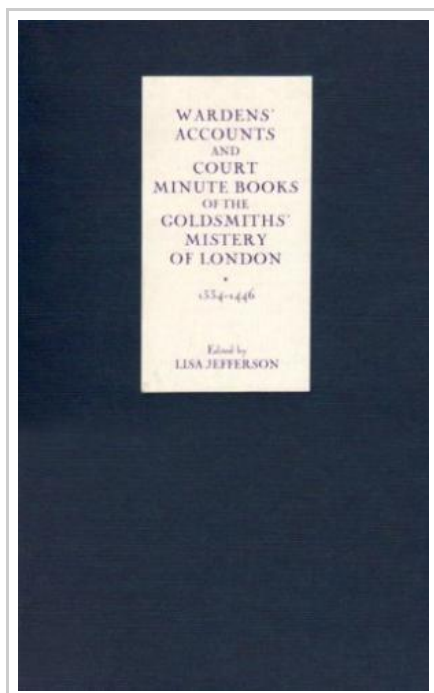 WARDENS'
ACCOUNTS
AND
COURT
MINUTE BOOKS
OF THE
GOLDSMITHS'
MISTERY
OF LONDON
•
1334-1446
Edited by
LISA JEFFERSON